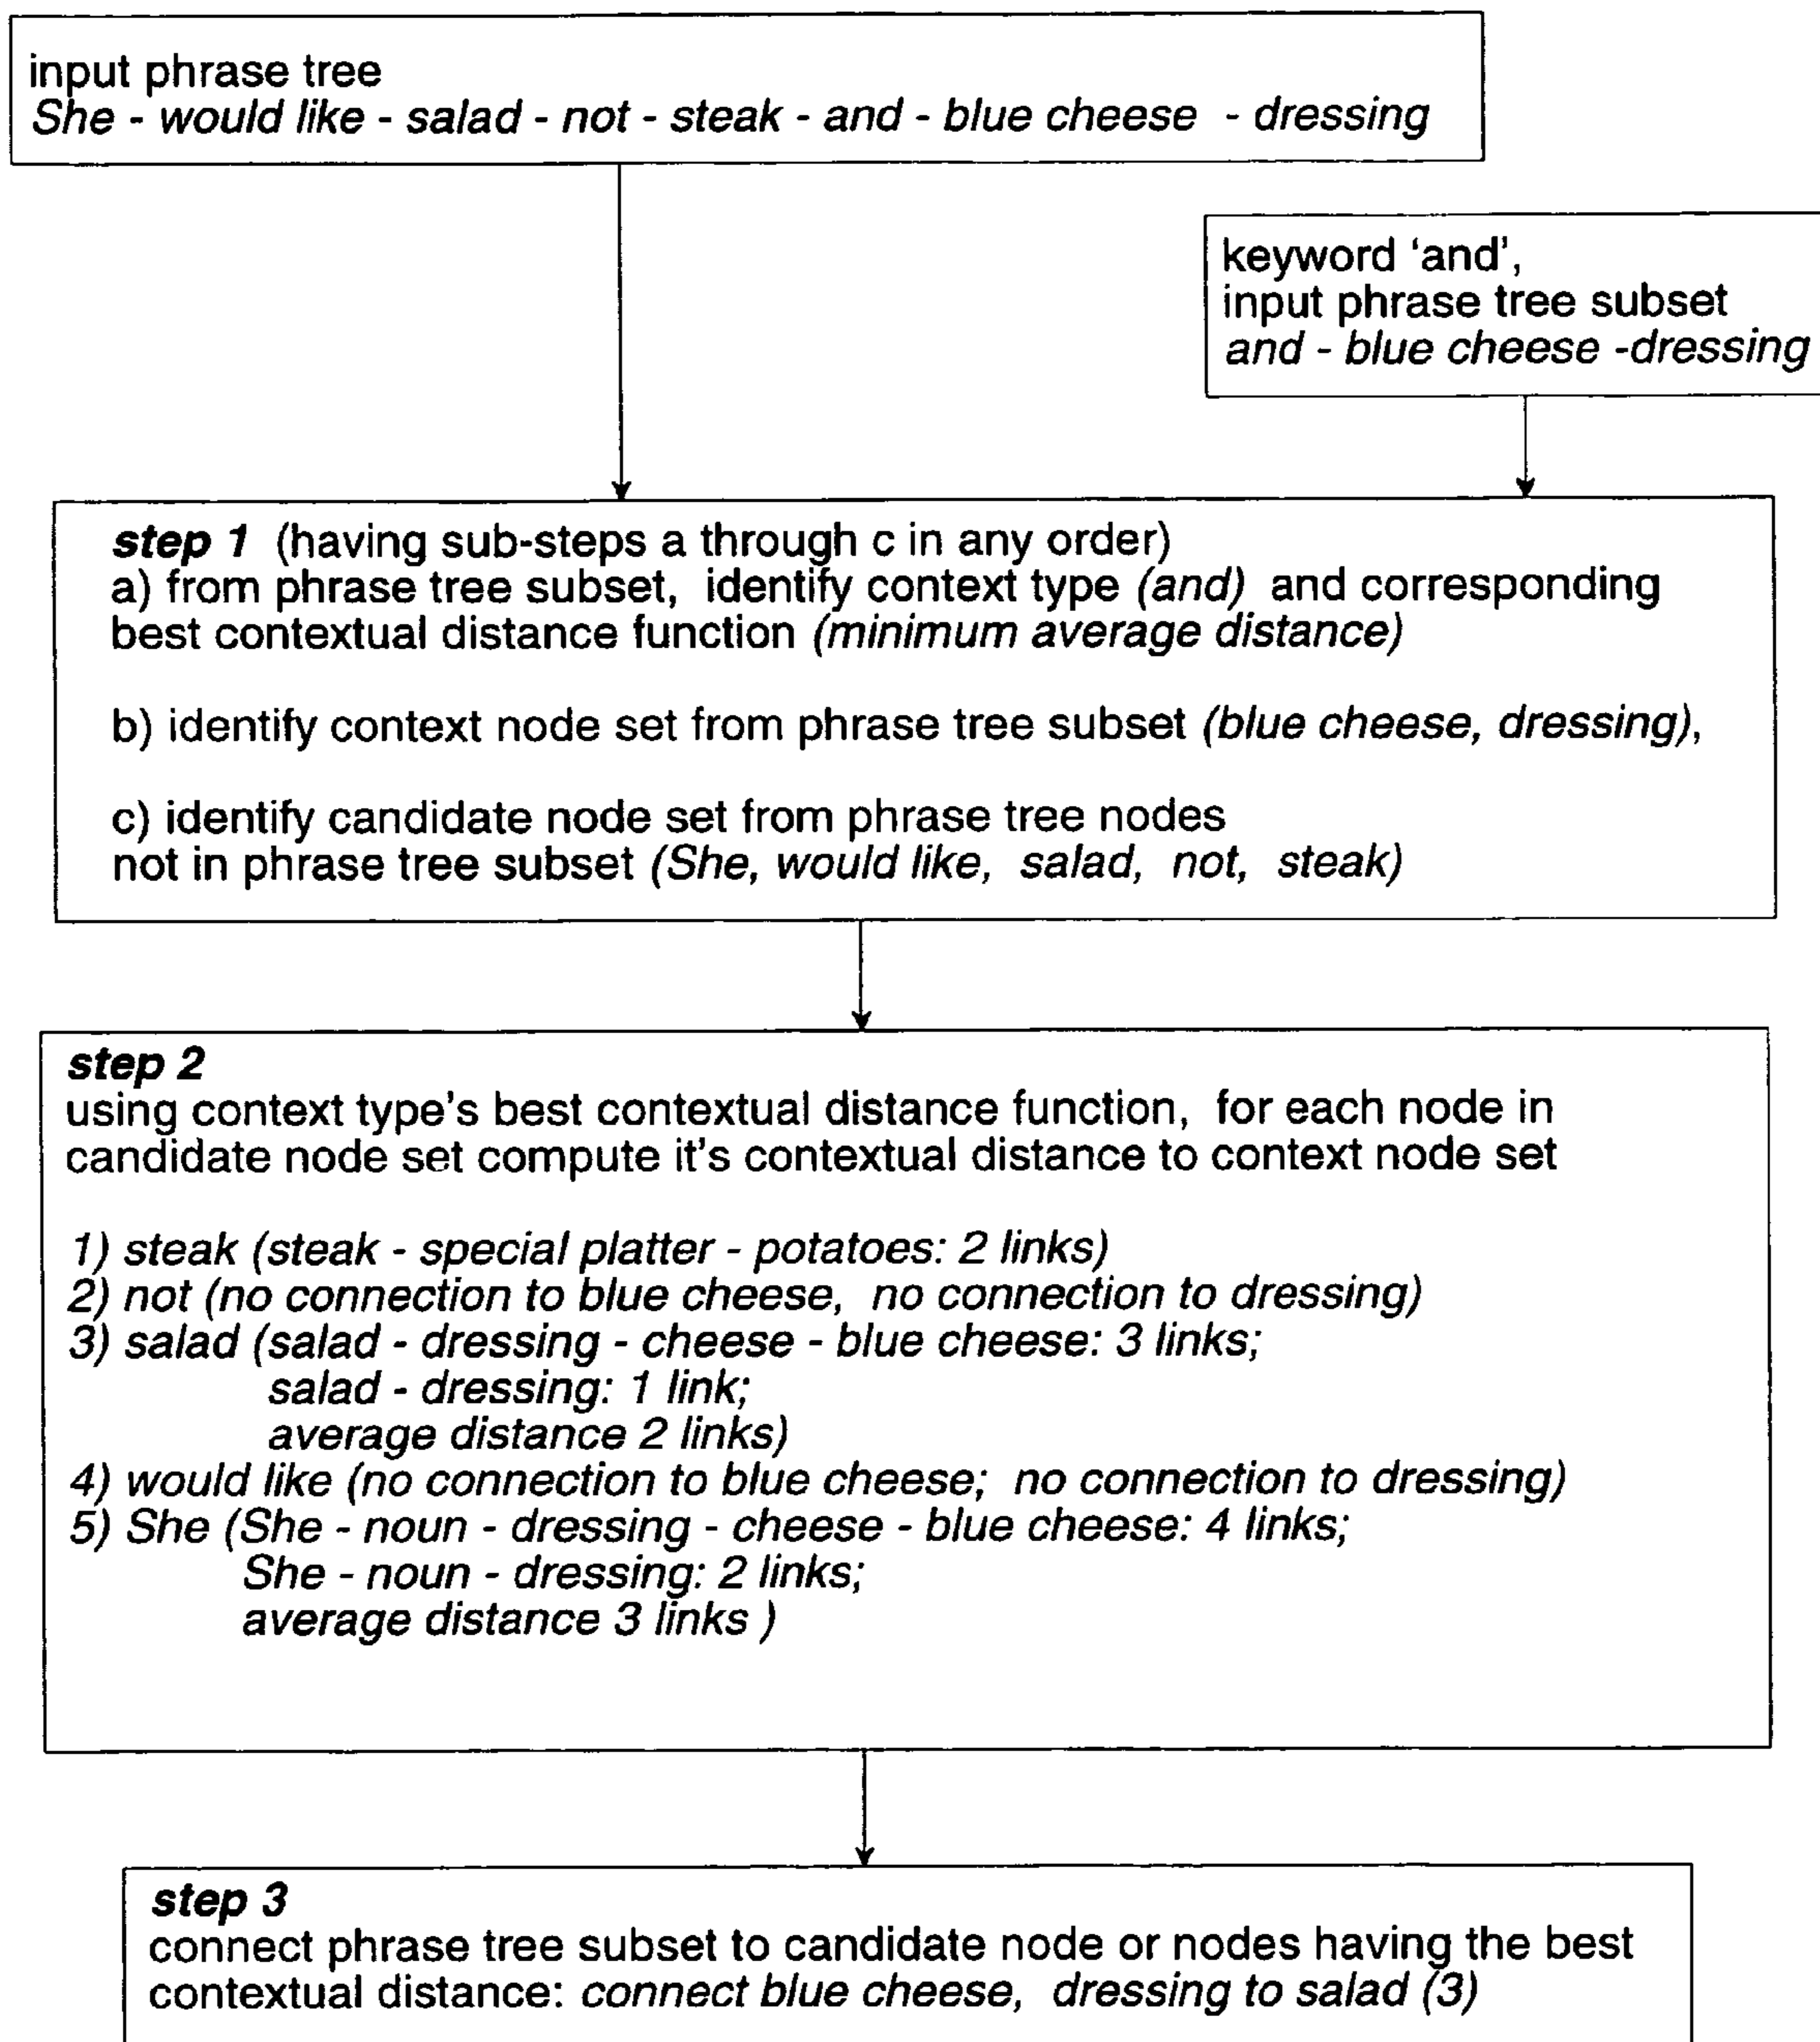 input phrase tree
She - would like - salad - not - steak - and - blue cheese - dressing
keyword ‘and’,
input phrase tree subset
and - blue cheese -dressing
step 1 (having sub-steps a through c in any order)
a) from phrase tree subset, identify context type (and) and corresponding
best contextual distance function (minimum average distance)
b) identify context node set from phrase tree subset (blue cheese, dressing),
c) identify candidate node set from phrase tree nodes
not in phrase tree subset (She, would like, salad, not, steak)
step 2
using context type's best contextual distance function, for each node in
candidate node set compute it's contextual distance to context node set
1) steak (steak - special platter - potatoes: 2 links)
2) not (no connection to blue cheese, no connection to dressing)
3) salad (salad - dressing - cheese - blue cheese: 3 links;
salad - dressing: 1 link;
average distance 2 links)
4) would like (no connection to blue cheese; no connection to dressing)
5) She (She - noun - dressing - cheese - blue cheese: 4 links;
She - noun - dressing: 2 links;
average distance 3 links )
step 3
connect phrase tree subset to candidate node or nodes having the best
contextual distance: connect blue cheese, dressing to salad (3)